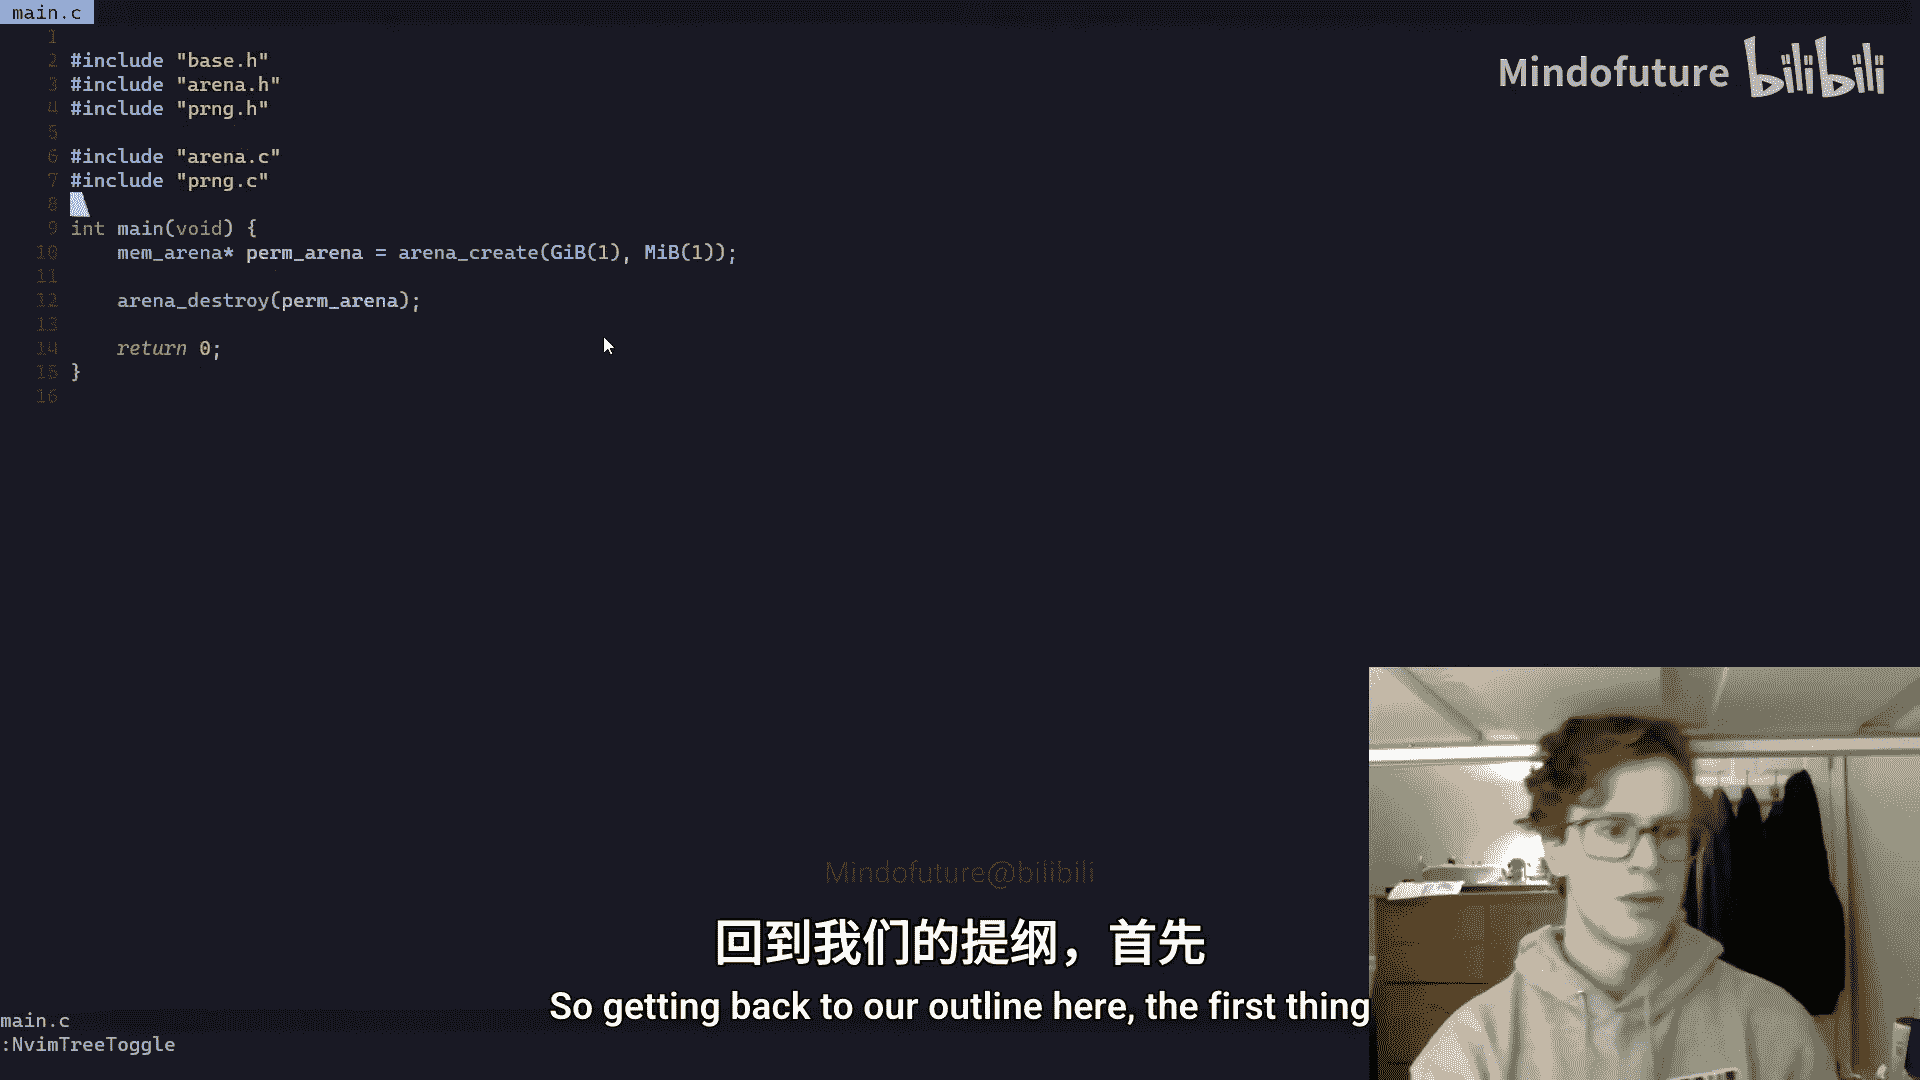 main.c
1
2 #include "base.h"
3 #include "arena.h"
4 #include "prng.h"
5
6 #include "arena.c"
7 #include "prng.c"
8
9 int main(void) {
10     mem_arena* perm_arena = arena_create(GiB(1), MiB(1));
11
12     arena_destroy(perm_arena);
13
14     return 0;
15 }
16
Mindofuture bilibili
Mindofuture@bilibili
回到我们的提纲，首先
So getting back to our outline here, the first thing
main.c
:NvimTreeToggle